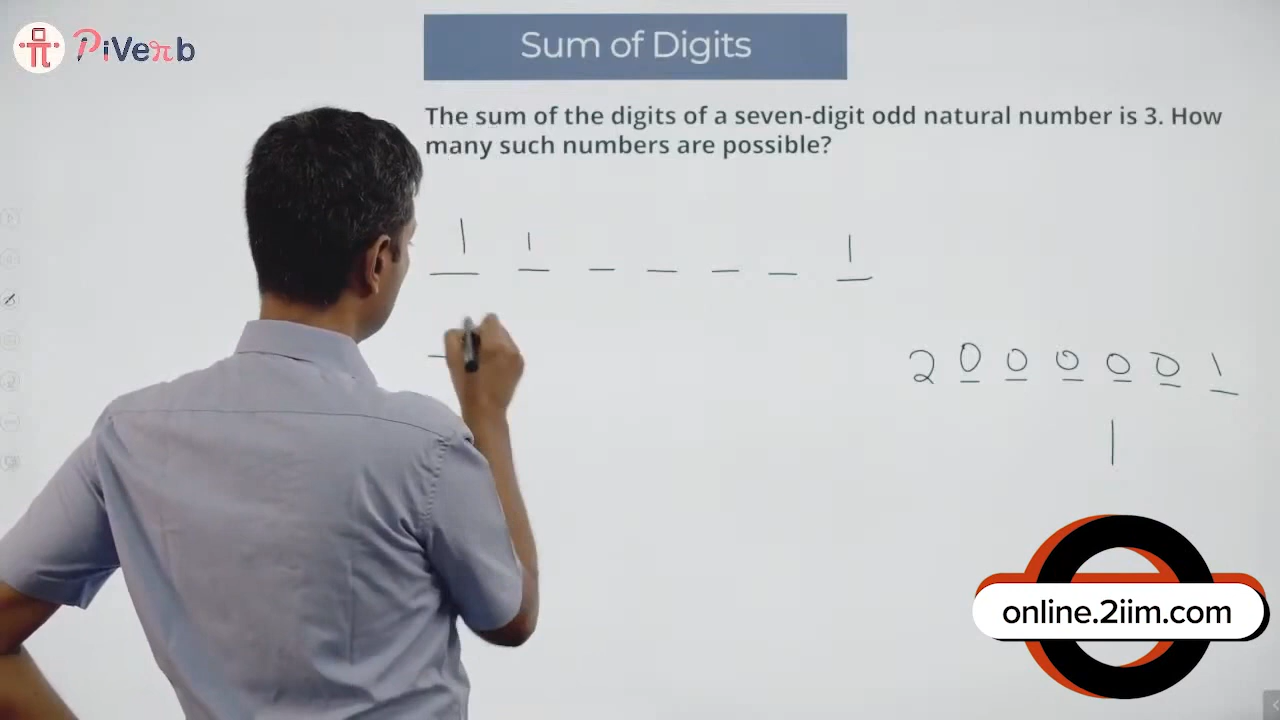 PiVerb
Sum of Digits
The sum of the digits of a seven-digit odd natural number is 3. How
many such numbers are possible?
1 1 _ _ _ _ 1
2 0 0 0 0 0 1
1
online.2iim.com